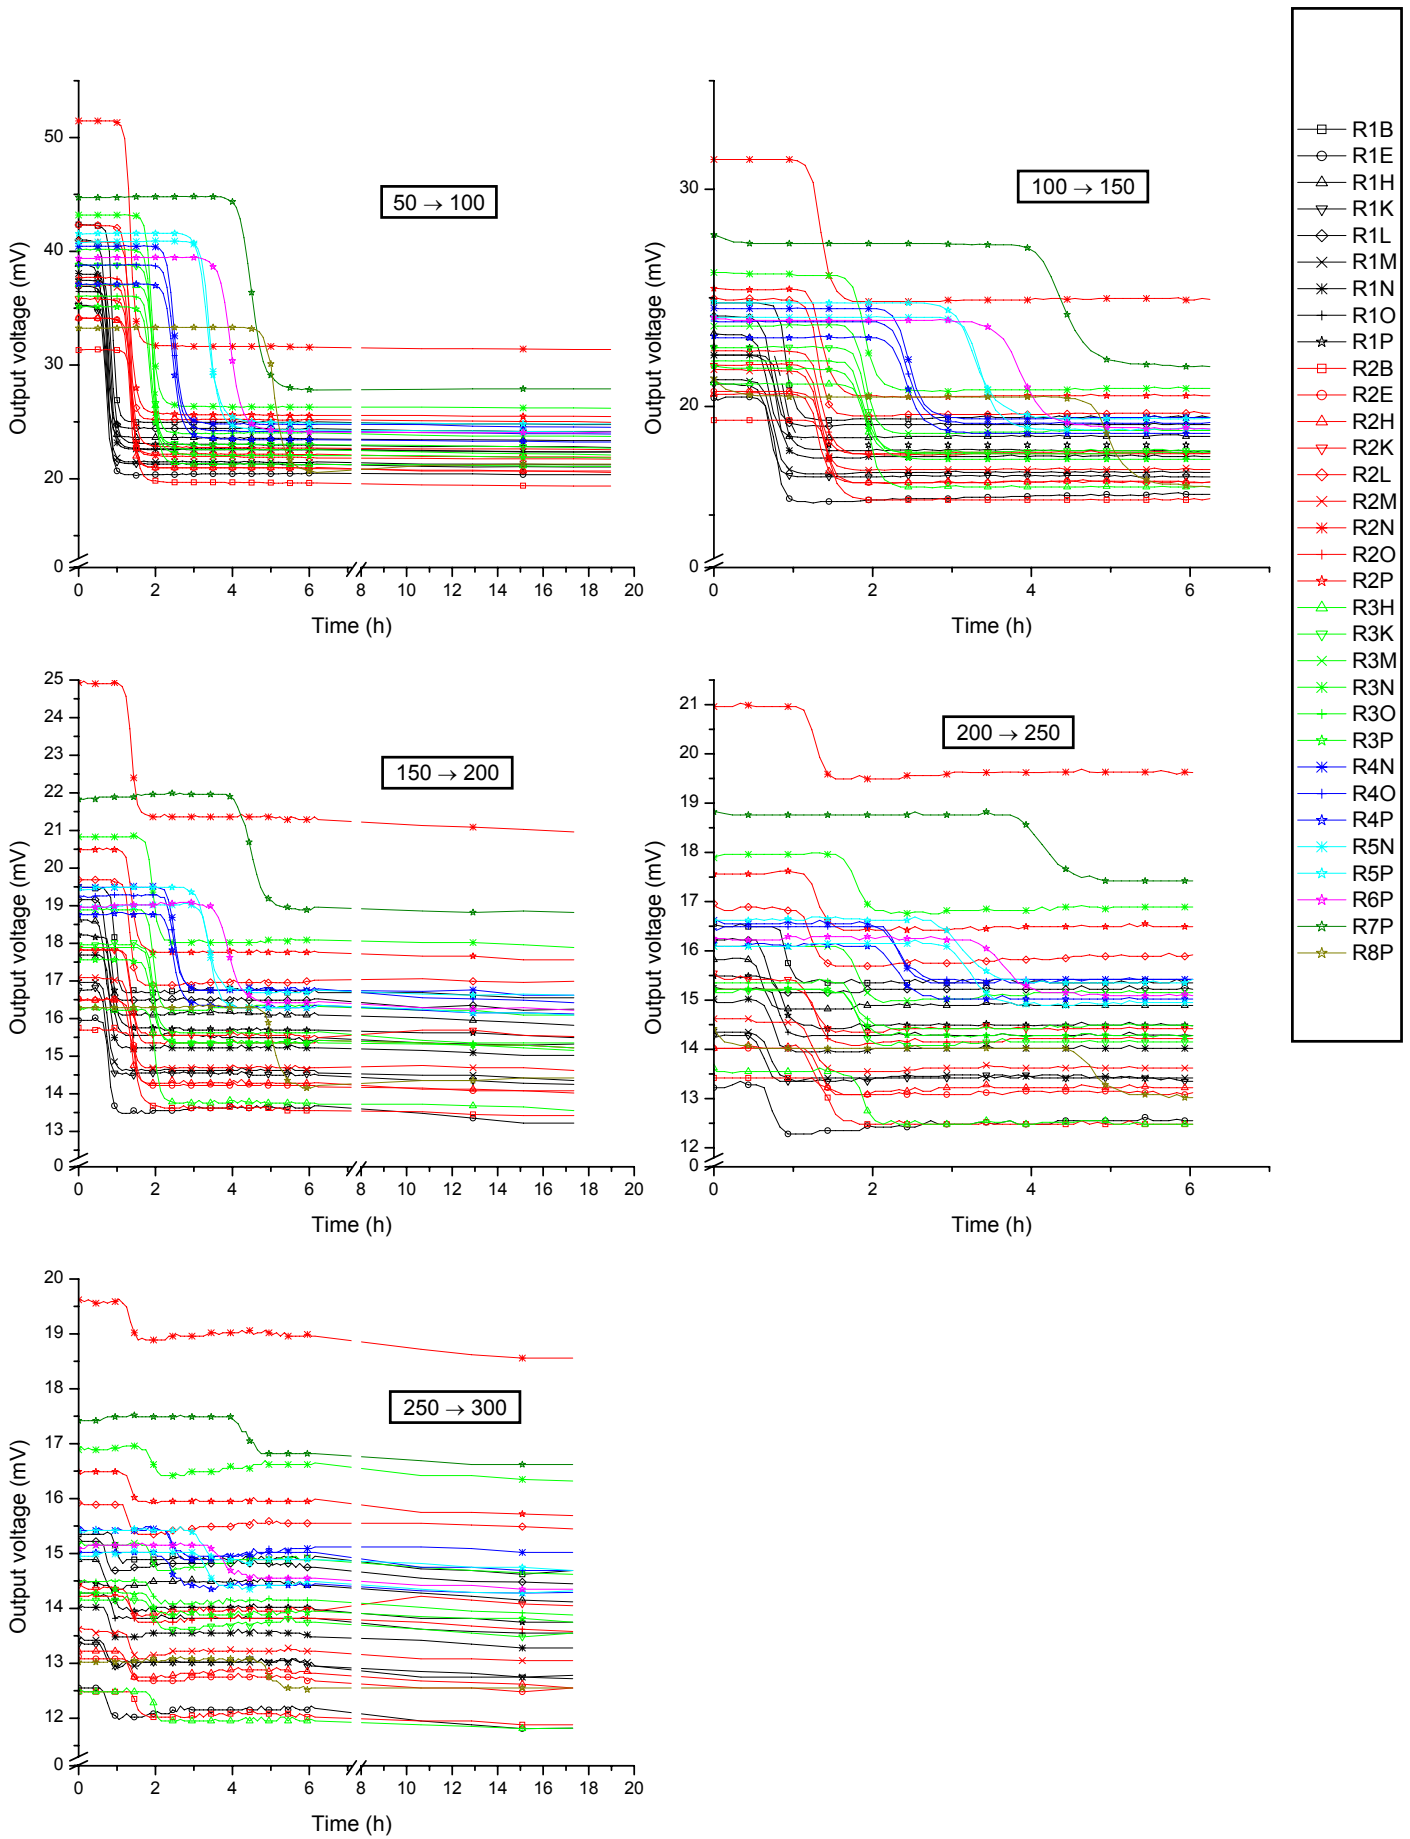 50 → 100
Output voltage (mV)
50
40
30
20
0
0 2 4 6 8 10 12 14 16 18 20
Time (h)
100 → 150
Output voltage (mV)
30
20
0
0 2 4 6
Time (h)
R1B
R1E
R1H
R1K
R1L
R1M
R1N
R1O
R1P
R2B
R2E
R2H
R2K
R2L
R2M
R2N
R2O
R2P
R3H
R3K
R3M
R3N
R3O
R3P
R4N
R4O
R4P
R5N
R5P
R6P
R7P
R8P
150 → 200
Output voltage (mV)
25
24
23
22
21
20
19
18
17
16
15
14
13
0
0 2 4 6 8 10 12 14 16 18 20
Time (h)
200 → 250
Output voltage (mV)
21
20
19
18
17
16
15
14
13
12
0
0 2 4 6
Time (h)
250 → 300
Output voltage (mV)
20
19
18
17
16
15
14
13
12
0
0 2 4 6 8 10 12 14 16 18 20
Time (h)